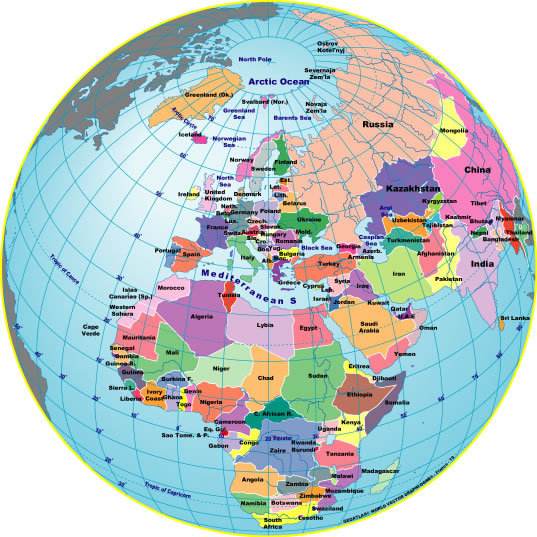 North Pole
Ostrov
Kotel'nyj
Arctic Ocean
Severnaja
Zem'la
Greenland (Dk.)
Svalbard (Nor.)
Novaja
Zem'la
Greenland
Sea
Barents Sea
Arctic Cycle
Russia
Mongolia
Iceland
Norwegian
Sea
Norway
Sweden
Finland
China
North
Sea
Est.
Lat.
Lith.
Kazakhstan
Ireland
United
Kingdom
Denmark
Neth.
Belg.
Germany
Poland
Belarus
Kyrgyzstan
Tibet
Lux.
Czech.
Slovak.
Ukraine
Aral
Sea
Uzbekistan
Tajikistan
Kashmir
Bhutan
Myanmar
France
Switz.
Austria
Hungary
Mold.
Caspian
Sea
Turkmenistan
Nepal
Thailand
Cro.
Romania
Bangladesh
Portugal
Spain
Italy
Yug.
Bulgaria
Black Sea
Georgia
Azerb.
Armenia
Afghanistan
India
Alb.
Greece
Turkey
Iran
Pakistan
Mediterranean S
Cyprus
Syria
Leb.
Iraq
Israel
Jordan
Kuwait
Tropic of Cancer
Islas
Canarias (Sp.)
Morocco
Tunisia
Western
Sahara
Algeria
Lybia
Egypt
Saudi
Arabia
Qatar
UAE
Oman
Sri Lanka
Cape
Verde
Mauritania
Mali
Niger
Chad
Sudan
Yemen
Senegal
Gambia
Guinea B.
Guinea
Eritrea
Djibouti
Sierra L.
Liberia
Ivory
Coast
Burkina F.
Ghana
Togo
Benin
Nigeria
Ethiopia
Somalia
Cameroon
C. African R.
Eq. Gui.
Sao Tome. & P.
Gabon
Congo
Zaire
Uganda
Kenya
Rwanda
Burundi
Tanzania
Angola
Zambia
Malawi
Madagascar
Tropic of Capricorn
Namibia
Botswana
Zimbabwe
Mozambique
Swaziland
Lesotho
South
Africa